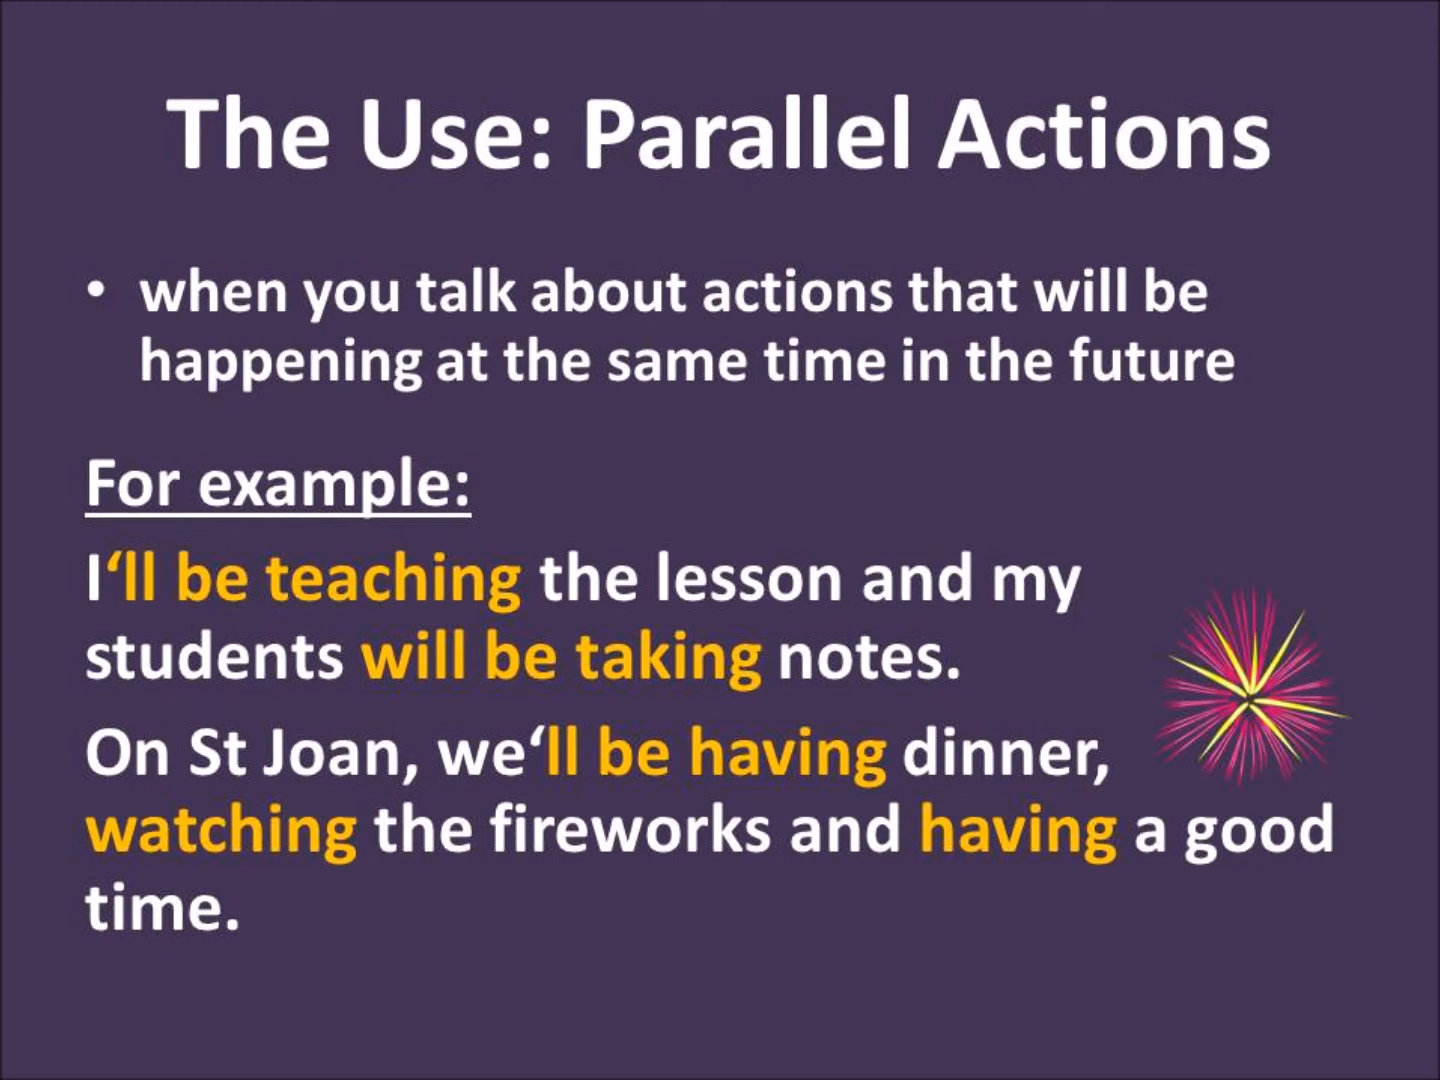 The Use: Parallel Actions
• when you talk about actions that will be
happening at the same time in the future
For example:
I‘ll be teaching the lesson and my
students will be taking notes.
On St Joan, we‘ll be having dinner,
watching the fireworks and having a good
time.